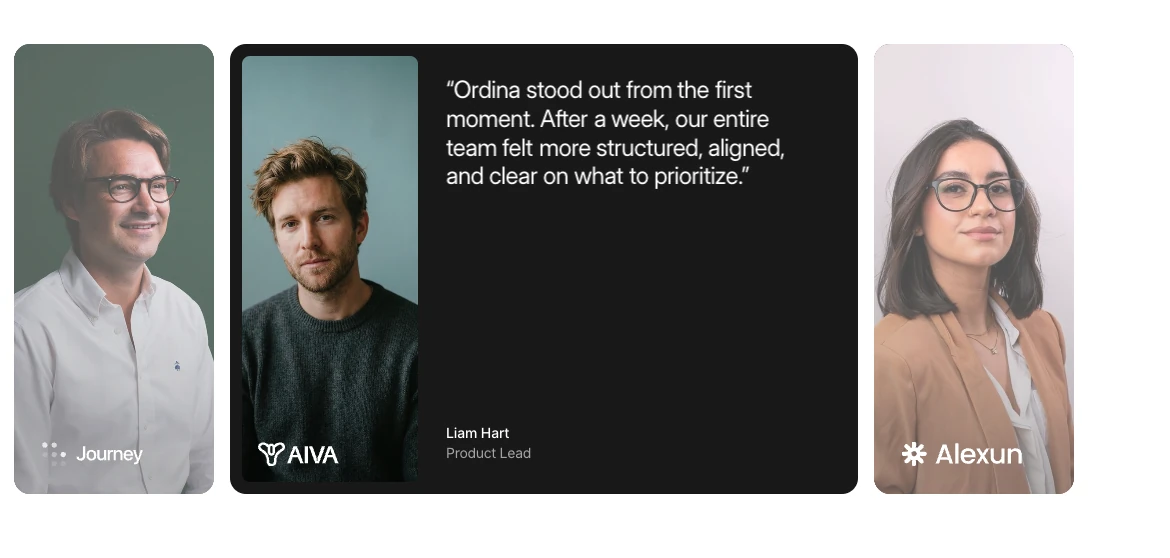 Journey
“Ordina stood out from the first
moment. After a week, our entire
team felt more structured, aligned,
and clear on what to prioritize.”
Liam Hart
Product Lead
AIVA
Alexun